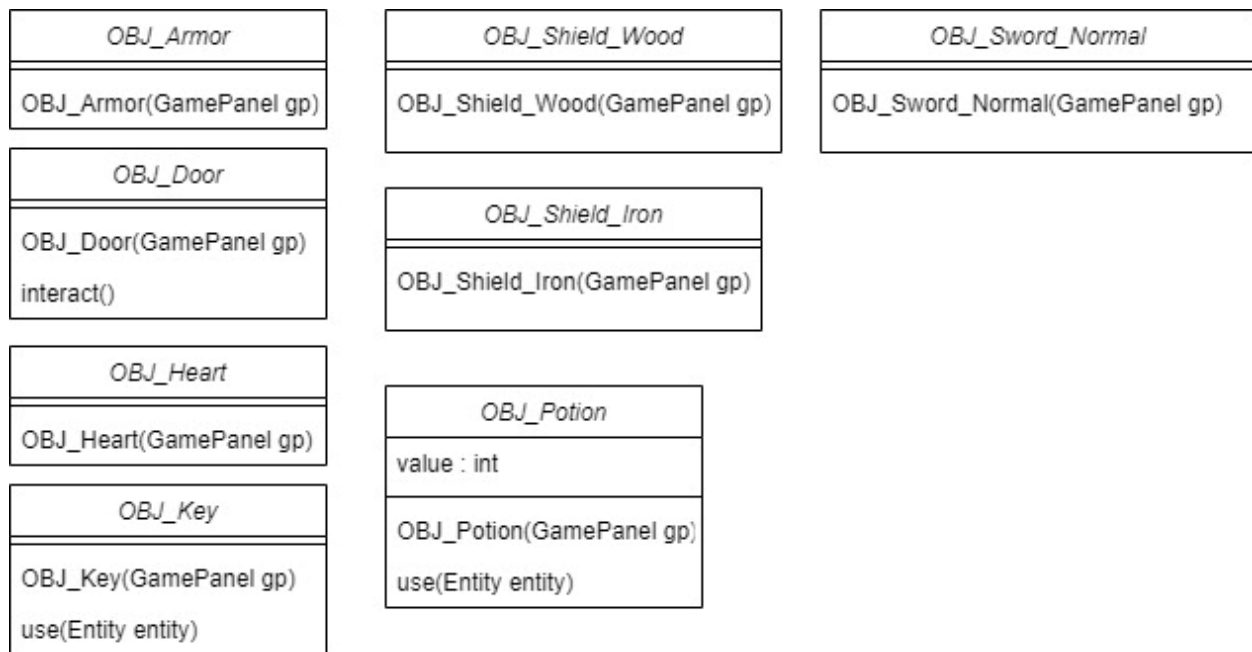 OBJ_Armor
OBJ_Armor(GamePanel gp)
OBJ_Door
OBJ_Door(GamePanel gp)
interact()
OBJ_Heart
OBJ_Heart(GamePanel gp)
OBJ_Key
OBJ_Key(GamePanel gp)
use(Entity entity)
OBJ_Shield_Wood
OBJ_Shield_Wood(GamePanel gp)
OBJ_Shield_Iron
OBJ_Shield_Iron(GamePanel gp)
OBJ_Potion
value : int
OBJ_Potion(GamePanel gp)
use(Entity entity)
OBJ_Sword_Normal
OBJ_Sword_Normal(GamePanel gp)